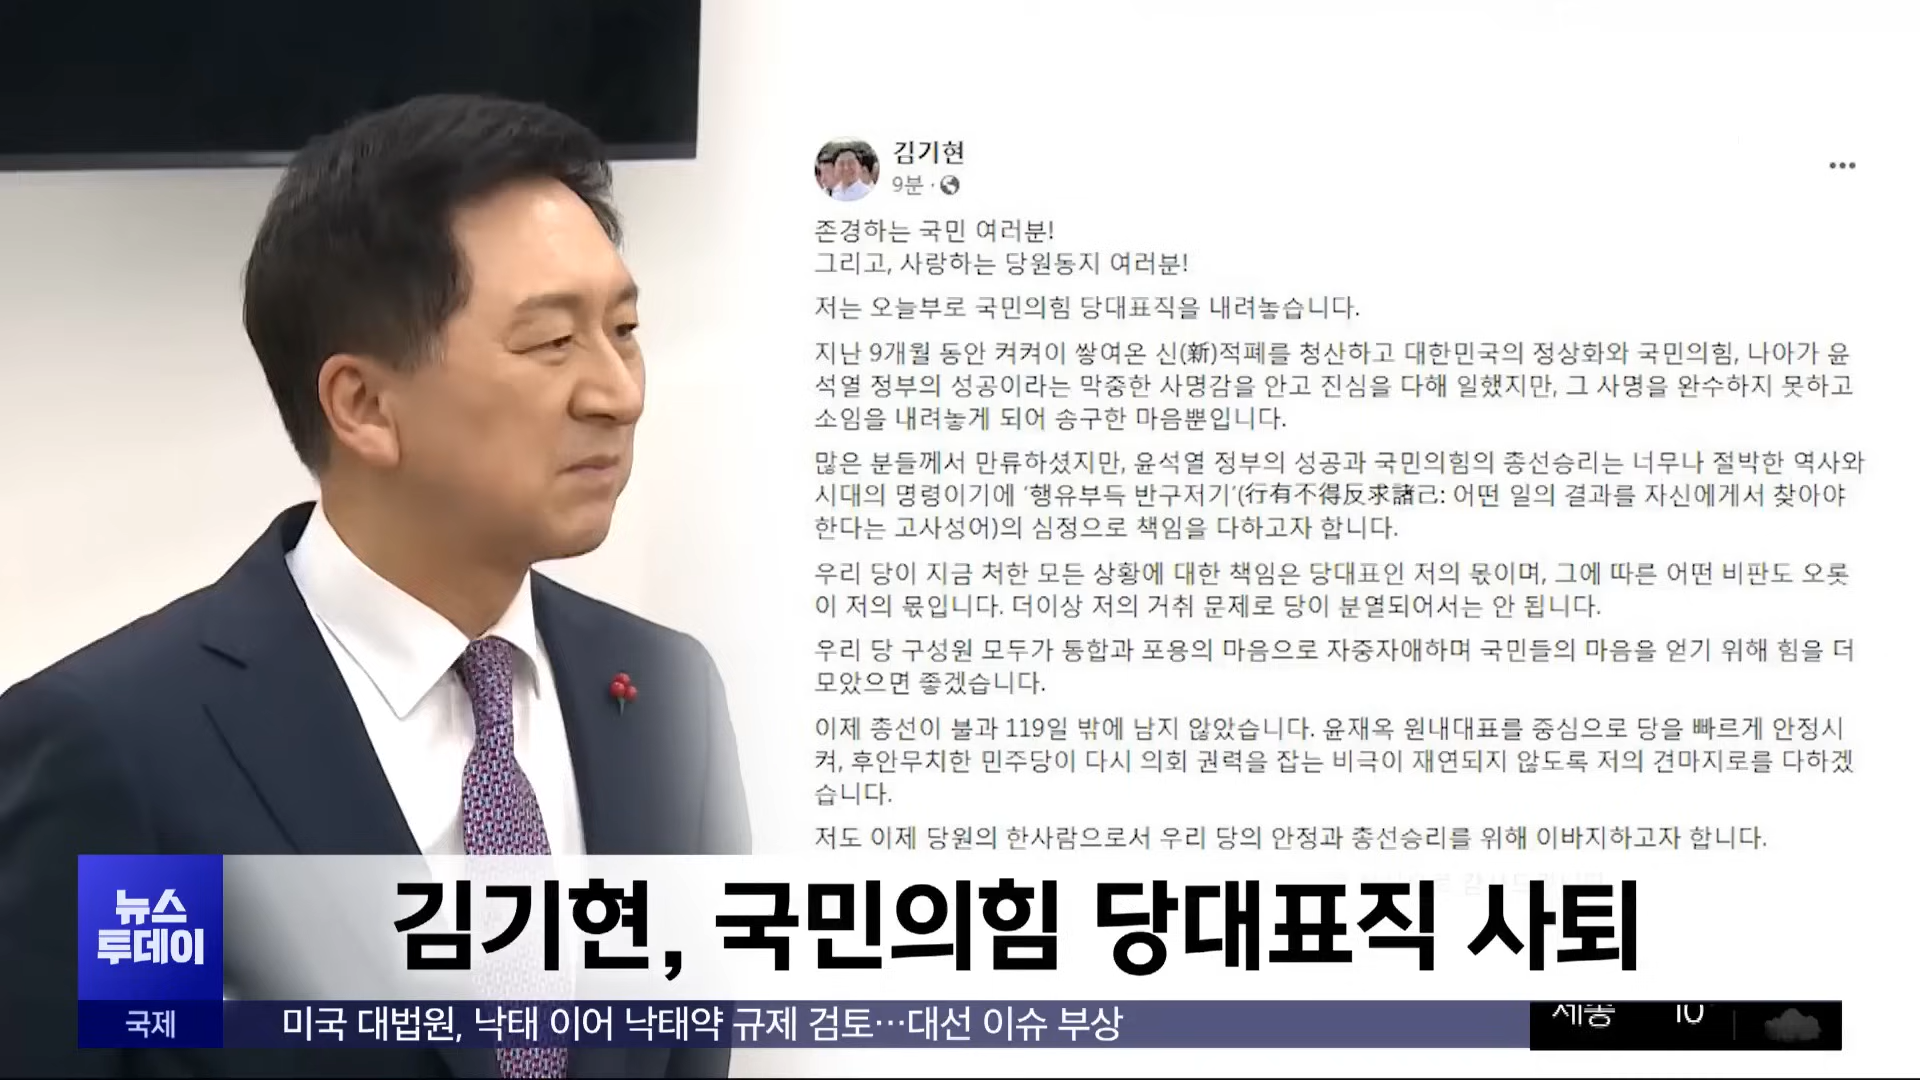 김기현
9분 ·
존경하는 국민 여러분!
그리고, 사랑하는 당원동지 여러분!
저는 오늘부로 국민의힘 당대표직을 내려놓습니다.
지난 9개월 동안 켜켜이 쌓여온 신(新)적폐를 청산하고 대한민국의 정상화와 국민의힘, 나아가 윤
석열 정부의 성공이라는 막중한 사명감을 안고 진심을 다해 일했지만, 그 사명을 완수하지 못하고
소임을 내려놓게 되어 송구한 마음뿐입니다.
많은 분들께서 만류하셨지만, 윤석열 정부의 성공과 국민의힘의 총선승리는 너무나 절박한 역사와
시대의 명령이기에 ‘행유부득 반구저기’(行有不得反求諸己: 어떤 일의 결과를 자신에게서 찾아야
한다는 고사성어)의 심정으로 책임을 다하고자 합니다.
우리 당이 지금 처한 모든 상황에 대한 책임은 당대표인 저의 몫이며, 그에 따른 어떤 비판도 오롯
이 저의 몫입니다. 더이상 저의 거취 문제로 당이 분열되어서는 안 됩니다.
우리 당 구성원 모두가 통합과 포용의 마음으로 자중자애하며 국민들의 마음을 얻기 위해 힘을 더
모았으면 좋겠습니다.
이제 총선이 불과 119일 밖에 남지 않았습니다. 윤재옥 원내대표를 중심으로 당을 빠르게 안정시
켜, 후안무치한 민주당이 다시 의회 권력을 잡는 비극이 재연되지 않도록 저의 견마지로를 다하겠
습니다.
저도 이제 당원의 한사람으로서 우리 당의 안정과 총선승리를 위해 이바지하고자 합니다.
뉴스
투데이
김기현, 국민의힘 당대표직 사퇴
국제
미국 대법원, 낙태 이어 낙태약 규제 검토…대선 이슈 부상
세종 10°